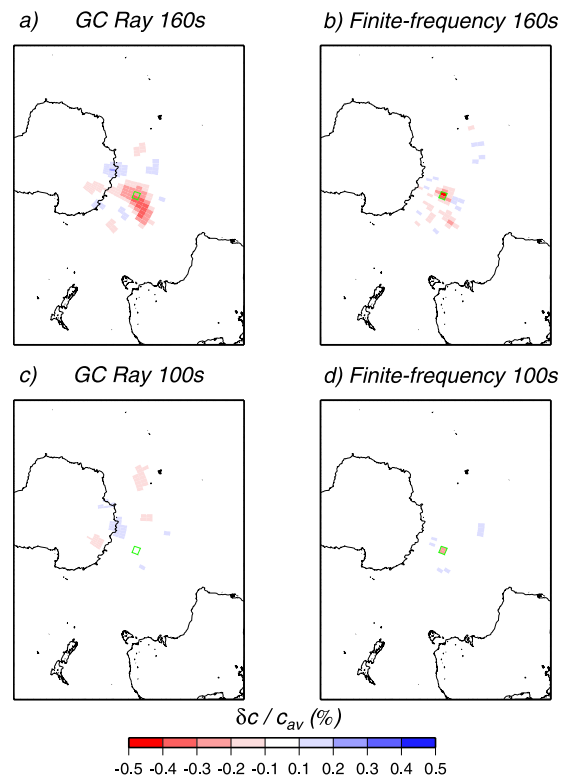 a) GC Ray 160s
b) Finite-frequency 160s
c) GC Ray 100s
d) Finite-frequency 100s
δc / c_av (%)
-0.5 -0.4 -0.3 -0.2 -0.1 0.1 0.2 0.3 0.4 0.5